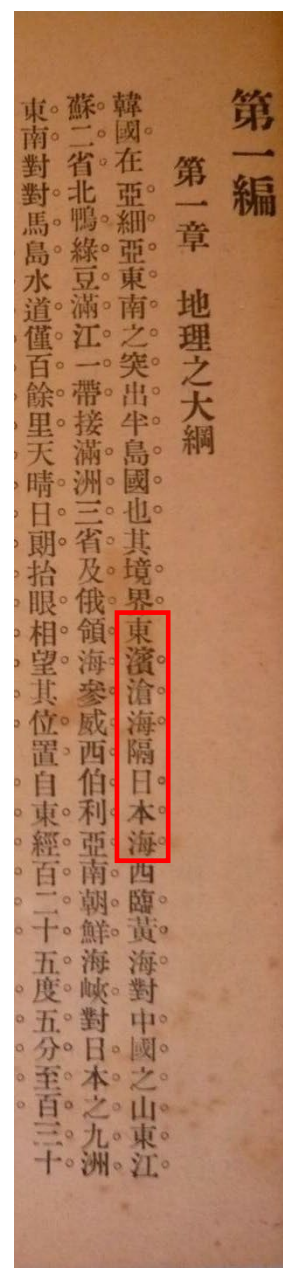 第一編
第一章　地理之大綱
韓國。在亞。細亞。東。南。之。突。出。半。島。國。也。其。境。界。東濱。滄。海。隔日。本。海。西臨。黃。海。對中。國。之。山。東。江。
蘇。二。省。北鴨。綠。豆。滿。江。一。帶。接滿。洲。三。省。及。俄。領。海。參。威。西。伯。利。亞。南朝。鮮。海。峽。對日。本。之。九。洲。
東。南。對對。馬。島。水。道。僅。百。餘。里。天。晴。日。朗。抬。眼。相。望。其。位。置。自東。經。百。二。十。五。度。五。分。至。百。三。十。